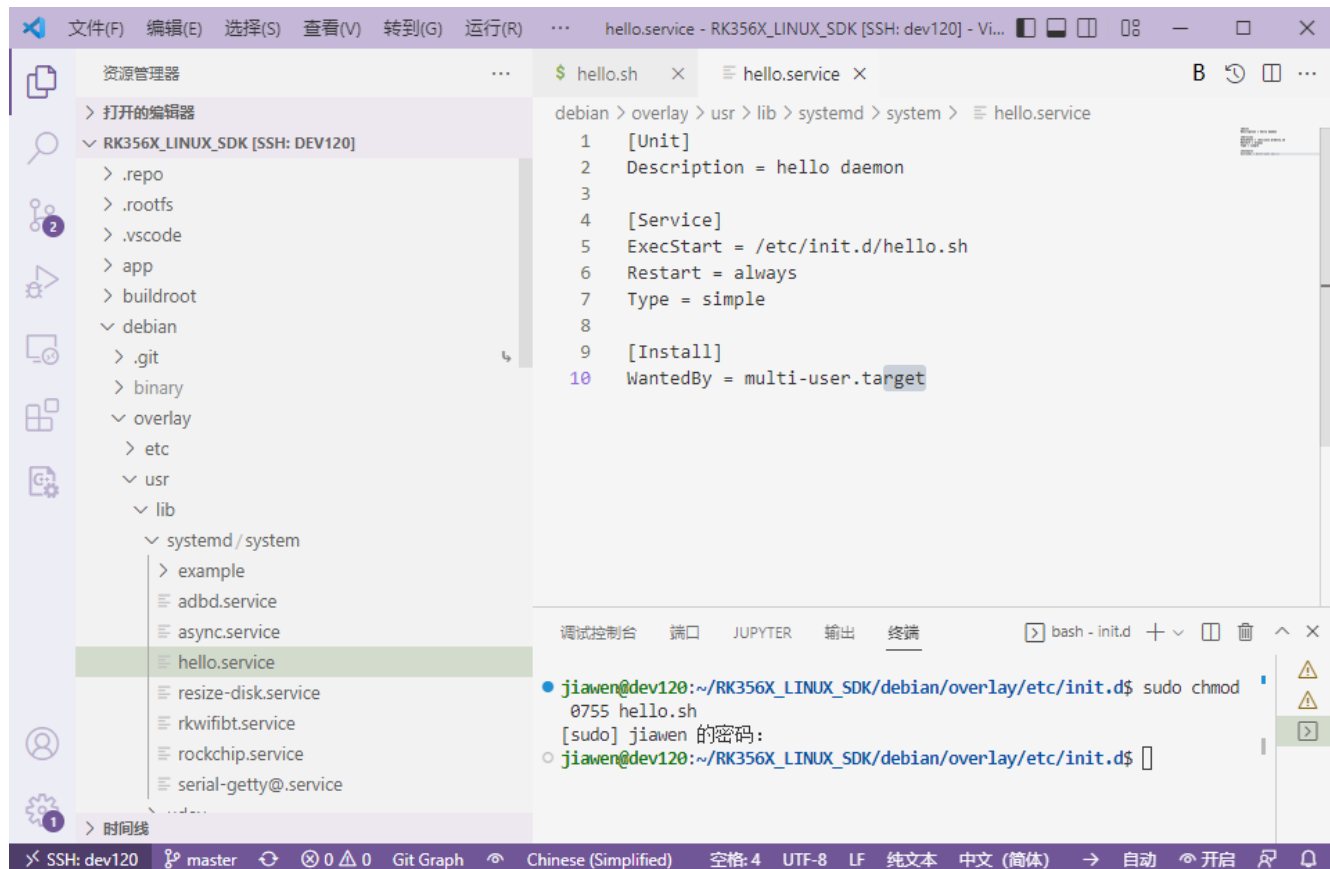 文件(F) 编辑(E) 选择(S) 查看(V) 转到(G) 运行(R) ··· hello.service - RK356X_LINUX_SDK [SSH: dev120] - Vi...
资源管理器 ···
打开的编辑器
RK356X_LINUX_SDK [SSH: DEV120]
.repo
.rootfs
.vscode
app
buildroot
debian
.git
binary
overlay
etc
usr
lib
systemd/system
example
adbd.service
async.service
hello.service
resize-disk.service
rkwifibt.service
rockchip.service
serial-getty@.service
时间线
2
1
$ hello.sh hello.service B ···
debian > overlay > usr > lib > systemd > system > hello.service
1 [Unit]
2 Description = hello daemon
3
4 [Service]
5 ExecStart = /etc/init.d/hello.sh
6 Restart = always
7 Type = simple
8
9 [Install]
10 WantedBy = multi-user.target
调试控制台 端口 JUPYTER 输出 终端 bash - init.d
jiawen@dev120:~/RK356X_LINUX_SDK/debian/overlay/etc/init.d$ sudo chmod
0755 hello.sh
[sudo] jiawen 的密码:
jiawen@dev120:~/RK356X_LINUX_SDK/debian/overlay/etc/init.d$
SSH: dev120 master 0 0 Git Graph Chinese (Simplified) 空格: 4 UTF-8 LF 纯文本 中文 (简体) → 自动 开启